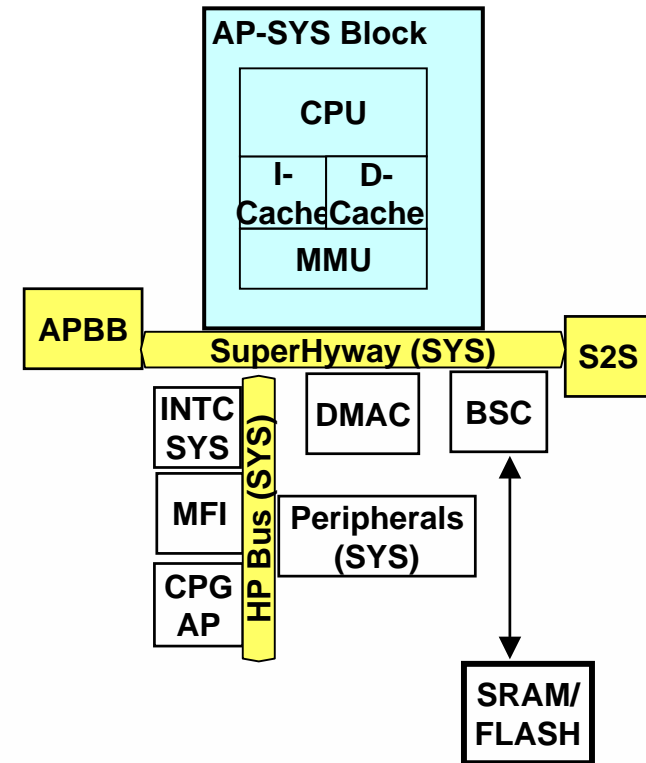 AP-SYS Block
CPU
I-
Cache
D-
Cache
MMU
APBB
SuperHyway (SYS)
S2S
INTC
SYS
HP Bus (SYS)
DMAC
BSC
MFI
Peripherals
(SYS)
CPG
AP
SRAM/
FLASH